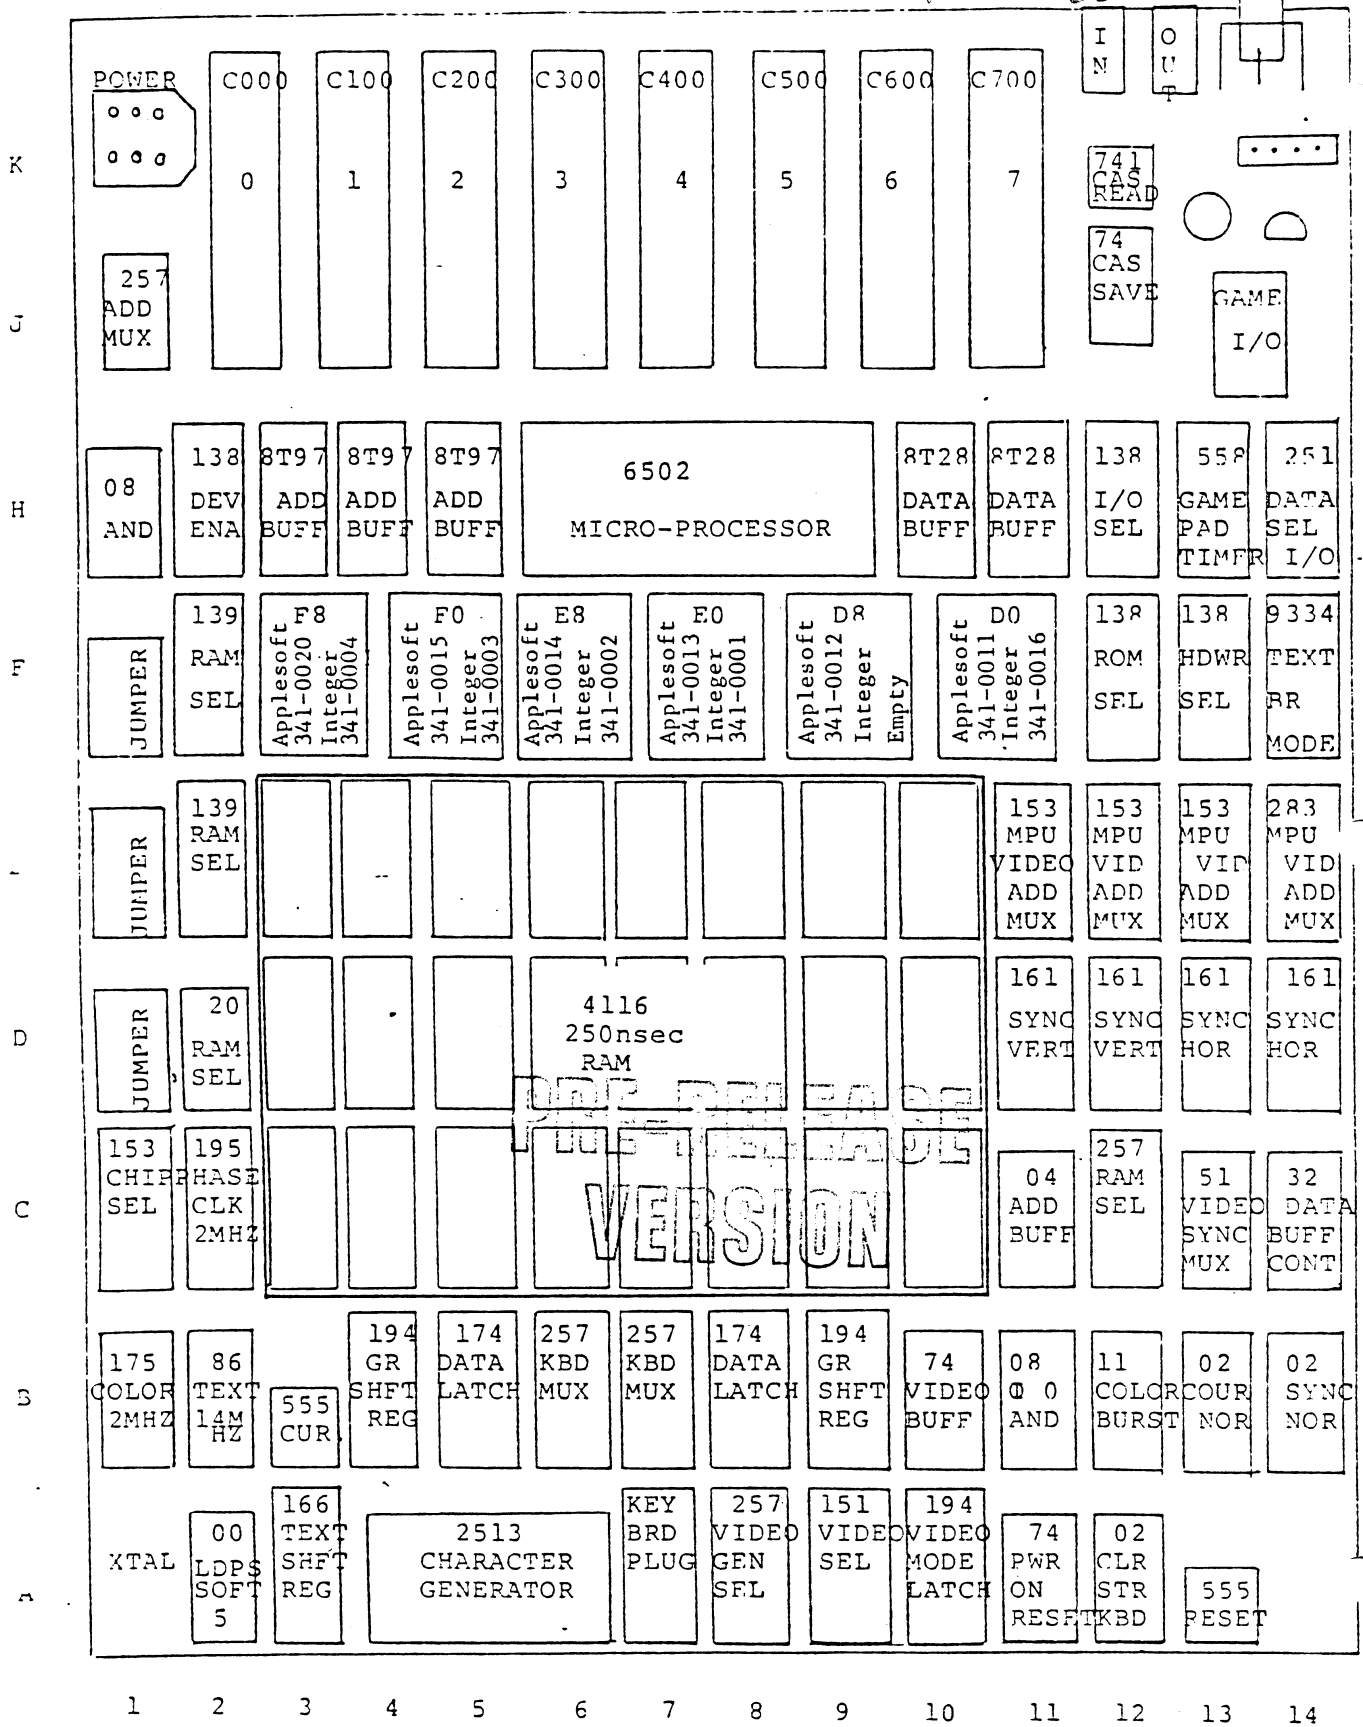 I N
O U T
POWER
C000 C100 C200 C300 C400 C500 C600 C700
K
0 1 2 3 4 5 6 7
741
CAS
READ
74
CAS
SAVE
J
257
ADD
MUX
GAME
I/O
H
08
AND
138
DEV
ENA
8T97
ADD
BUFF
8T97
ADD
BUFF
8T97
ADD
BUFF
6502
MICRO-PROCESSOR
8T28
DATA
BUFF
8T28
DATA
BUFF
138
I/O
SEL
558
GAME
PAD
TIMER
251
DATA
SEL
I/O
F
JUMPER
139
RAM
SEL
F8
Applesoft
341-0020
Integer
341-0004
F0
Applesoft
341-0015
Integer
341-0003
E8
Applesoft
341-0014
Integer
341-0002
E0
Applesoft
341-0013
Integer
341-0001
D8
Applesoft
341-0012
Integer
Empty
D0
Applesoft
341-0011
Integer
341-0016
138
ROM
SEL
138
HDWR
SEL
9334
TEXT
BR
MODE
JUMPER
139
RAM
SEL
153
MPU
VIDEO
ADD
MUX
153
MPU
VID
ADD
MUX
153
MPU
VID
ADD
MUX
283
MPU
VID
ADD
MUX
D
JUMPER
20
RAM
SEL
4116
250nsec
RAM
161
SYNC
VERT
161
SYNC
VERT
161
SYNC
HOR
161
SYNC
HOR
PRE-RELEASE
VERSION
C
153
CHIP
SEL
195
PHASE
CLK
2MHZ
04
ADD
BUFF
257
RAM
SEL
51
VIDEO
SYNC
MUX
32
DATA
BUFF
CONT
B
175
COLOR
2MHZ
86
TEXT
14M
HZ
555
CUR
194
GR
SHFT
REG
174
DATA
LATCH
257
KBD
MUX
257
KBD
MUX
174
DATA
LATCH
194
GR
SHFT
REG
74
VIDEO
BUFF
08
AND
11
COLOR
BURST
02
COUR
NOR
02
SYNC
NOR
A
XTAL
00
LDPS
SOFT
5
166
TEXT
SHFT
REG
2513
CHARACTER
GENERATOR
KEY
BRD
PLUG
257
VIDEO
GEN
SEL
151
VIDEO
SEL
194
VIDEO
MODE
LATCH
74
PWR
ON
RESET
02
CLR
STR
KBD
555
RESET
1 2 3 4 5 6 7 8 9 10 11 12 13 14